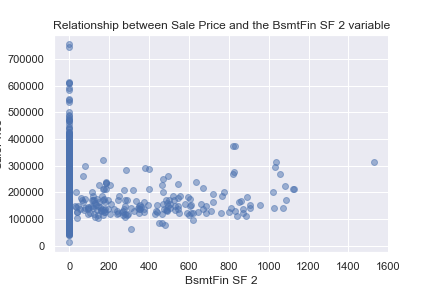 Relationship between Sale Price and the BsmtFin SF 2 variable
700000
600000
500000
400000
300000
200000
100000
0
0 200 400 600 800 1000 1200 1400 1600
BsmtFin SF 2